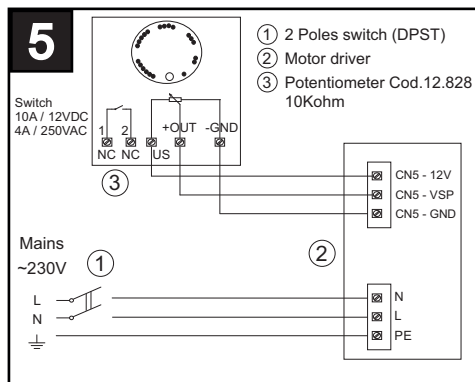 5
1 2 Poles switch (DPST)
2 Motor driver
3 Potentiometer Cod.12.828
10Kohm
Switch
10A / 12VDC
4A / 250VAC
1 2 +OUT -GND
NC NC US
3
CN5 - 12V
CN5 - VSP
CN5 - GND
2
Mains
~230V
1
L
N
N
L
PE